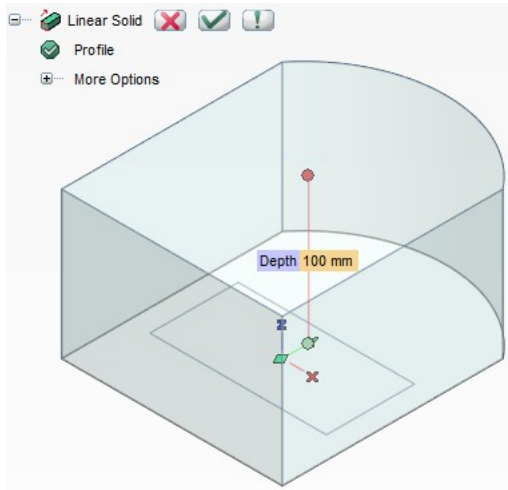 Linear Solid
Profile
More Options
Depth 100 mm
z
x